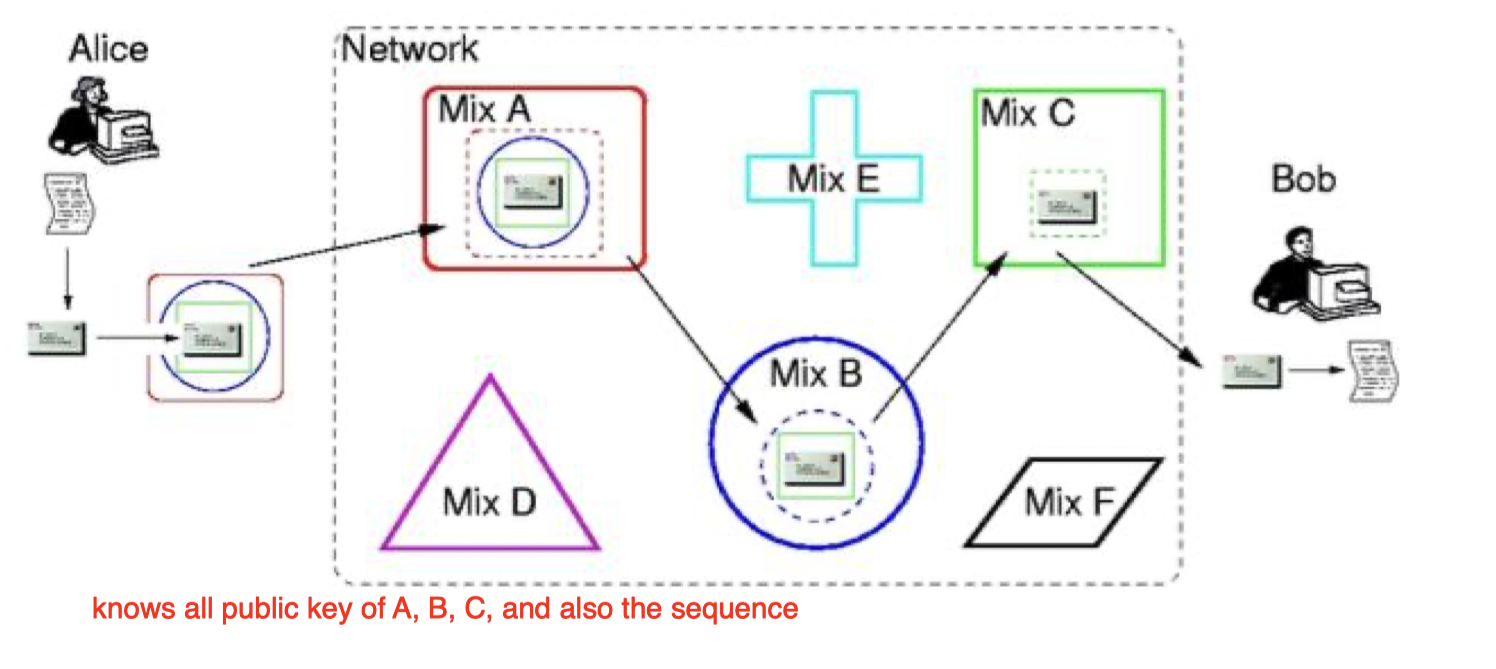 Alice
Network
Mix A
Mix E
Mix C
Bob
Mix B
Mix D
Mix F
knows all public key of A, B, C, and also the sequence